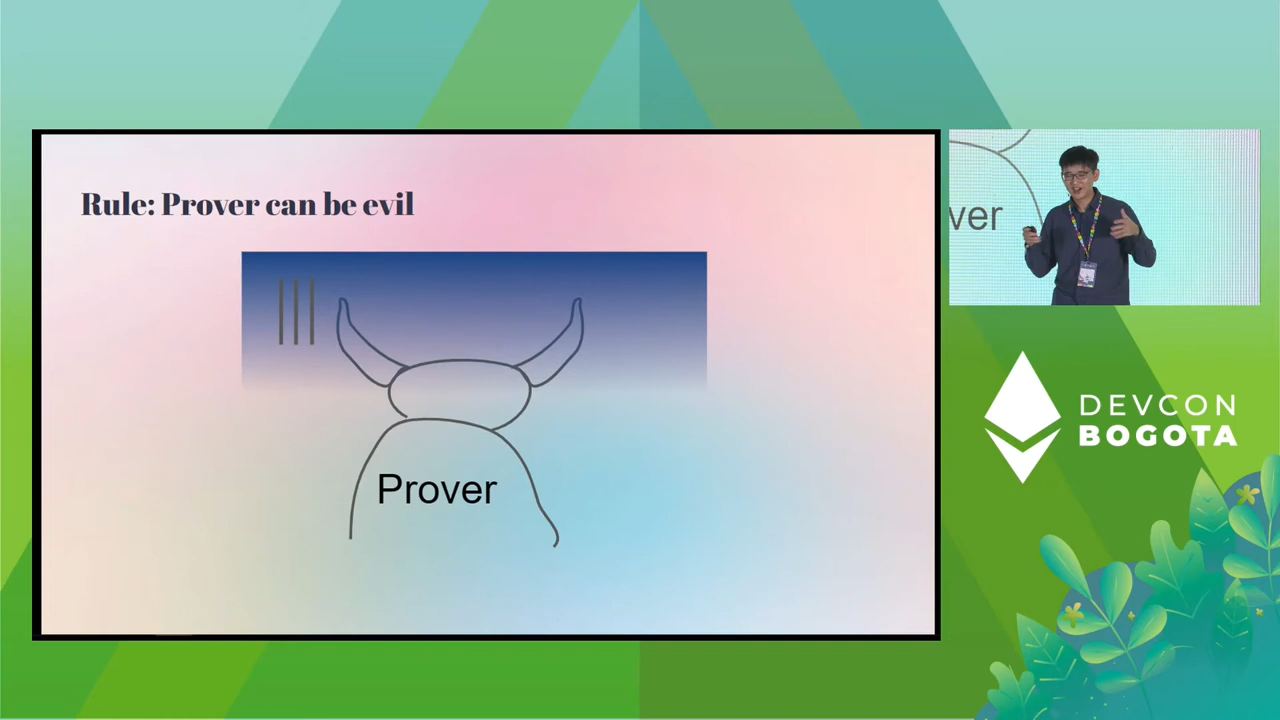 Rule: Prover can be evil
Prover
ver
DEVCON
BOGOTA